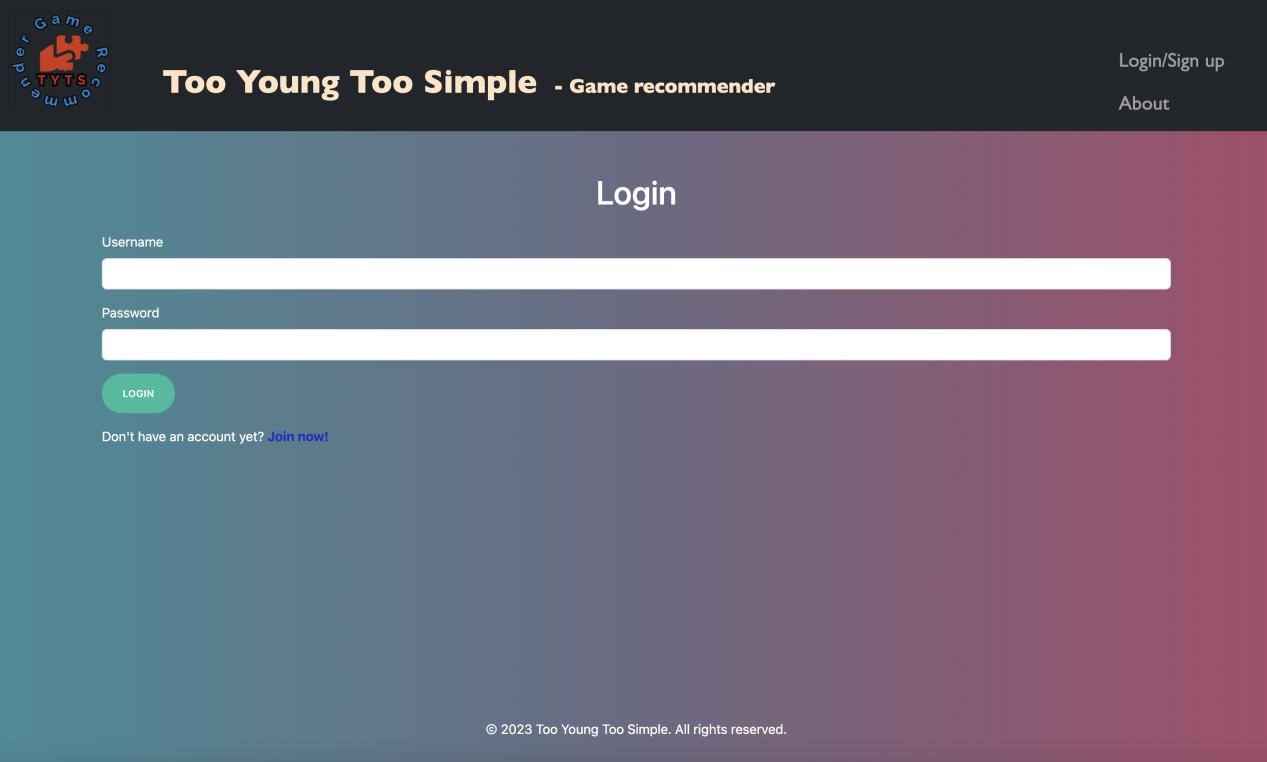 Game Recommender
TYTS
Too Young Too Simple - Game recommender
Login/Sign up
About
Login
Username
Password
LOGIN
Don't have an account yet? Join now!
© 2023 Too Young Too Simple. All rights reserved.